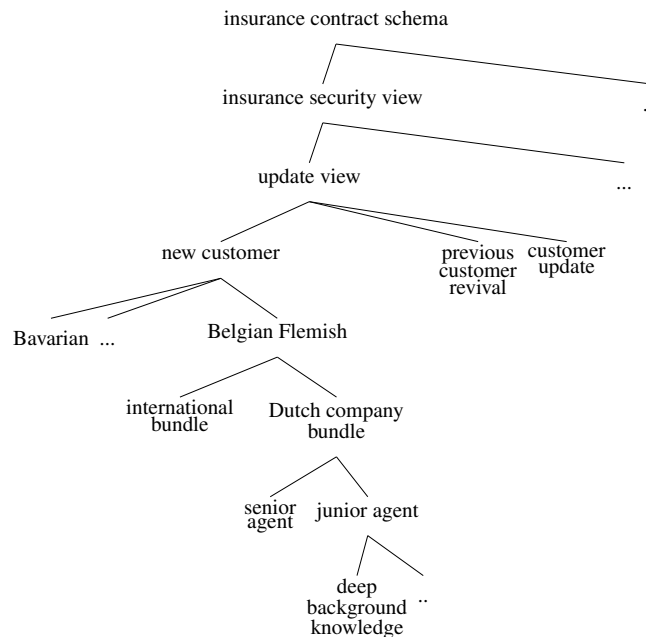 insurance contract schema
insurance security view
.
update view
...
new customer
previous
customer
revival
customer
update
Bavarian ...
Belgian Flemish
international
bundle
Dutch company
bundle
senior
agent
junior agent
deep
background
knowledge
..